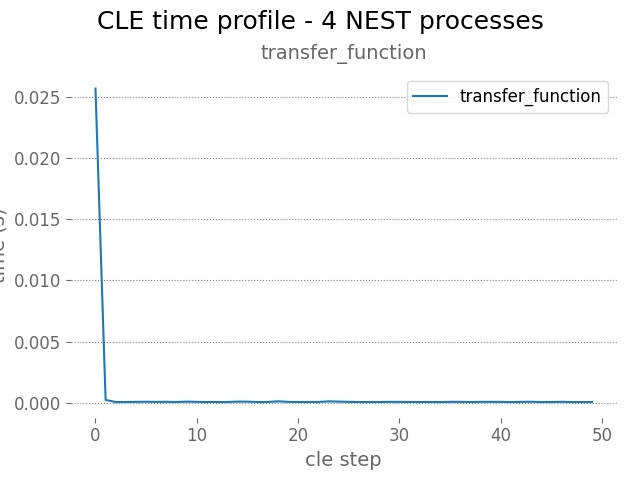 CLE time profile - 4 NEST processes
transfer_function
transfer_function
0.025
0.020
0.015
0.010
0.005
0.000
time (s)
0 10 20 30 40 50
cle step